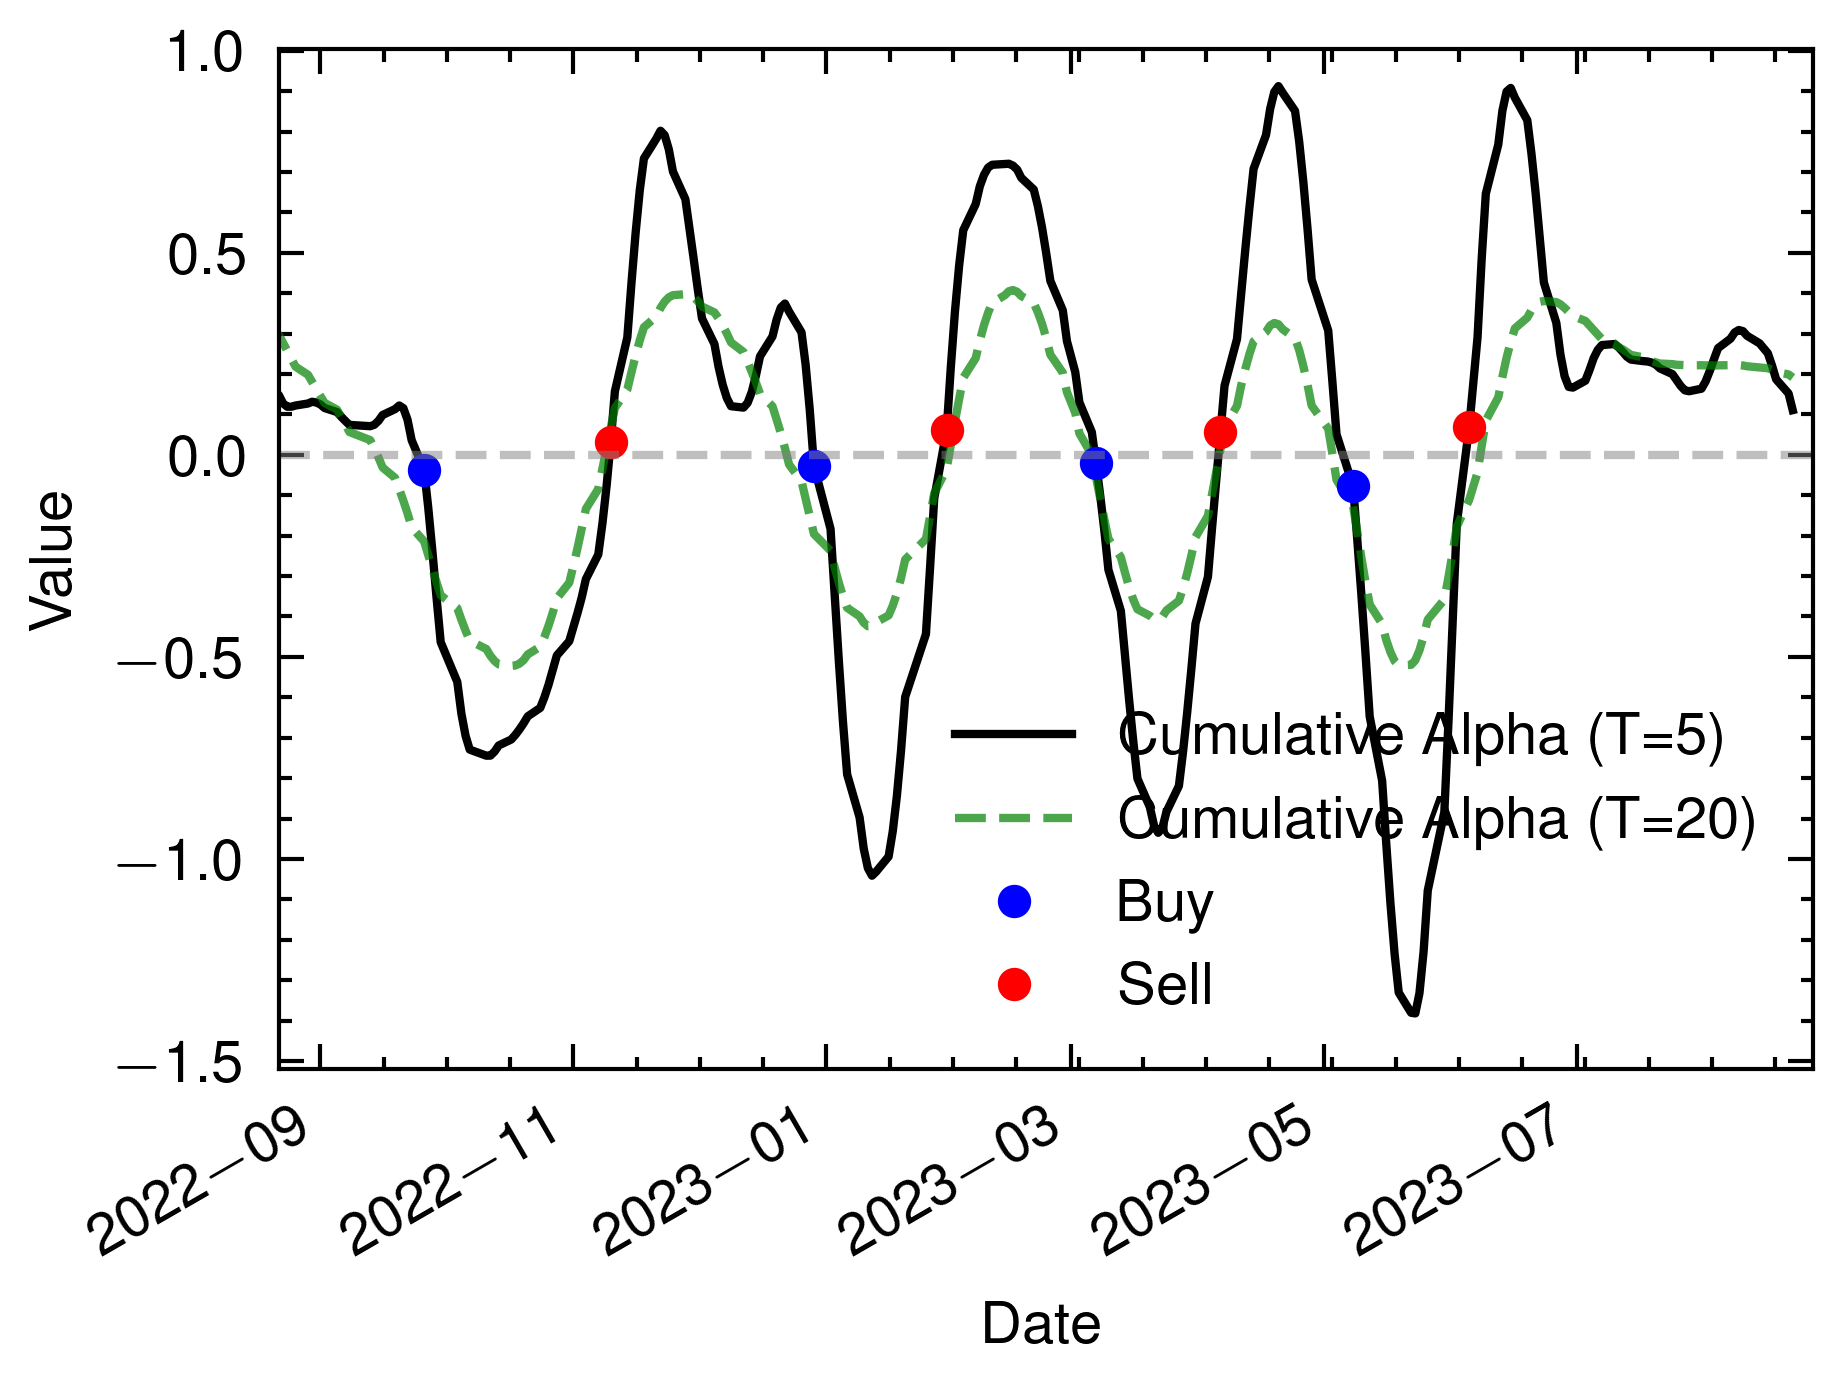 1.0
0.5
0.0
−0.5
−1.0
−1.5
Value
Cumulative Alpha (T=5)
Cumulative Alpha (T=20)
Buy
Sell
2022−09
2022−11
2023−01
2023−03
2023−05
2023−07
Date